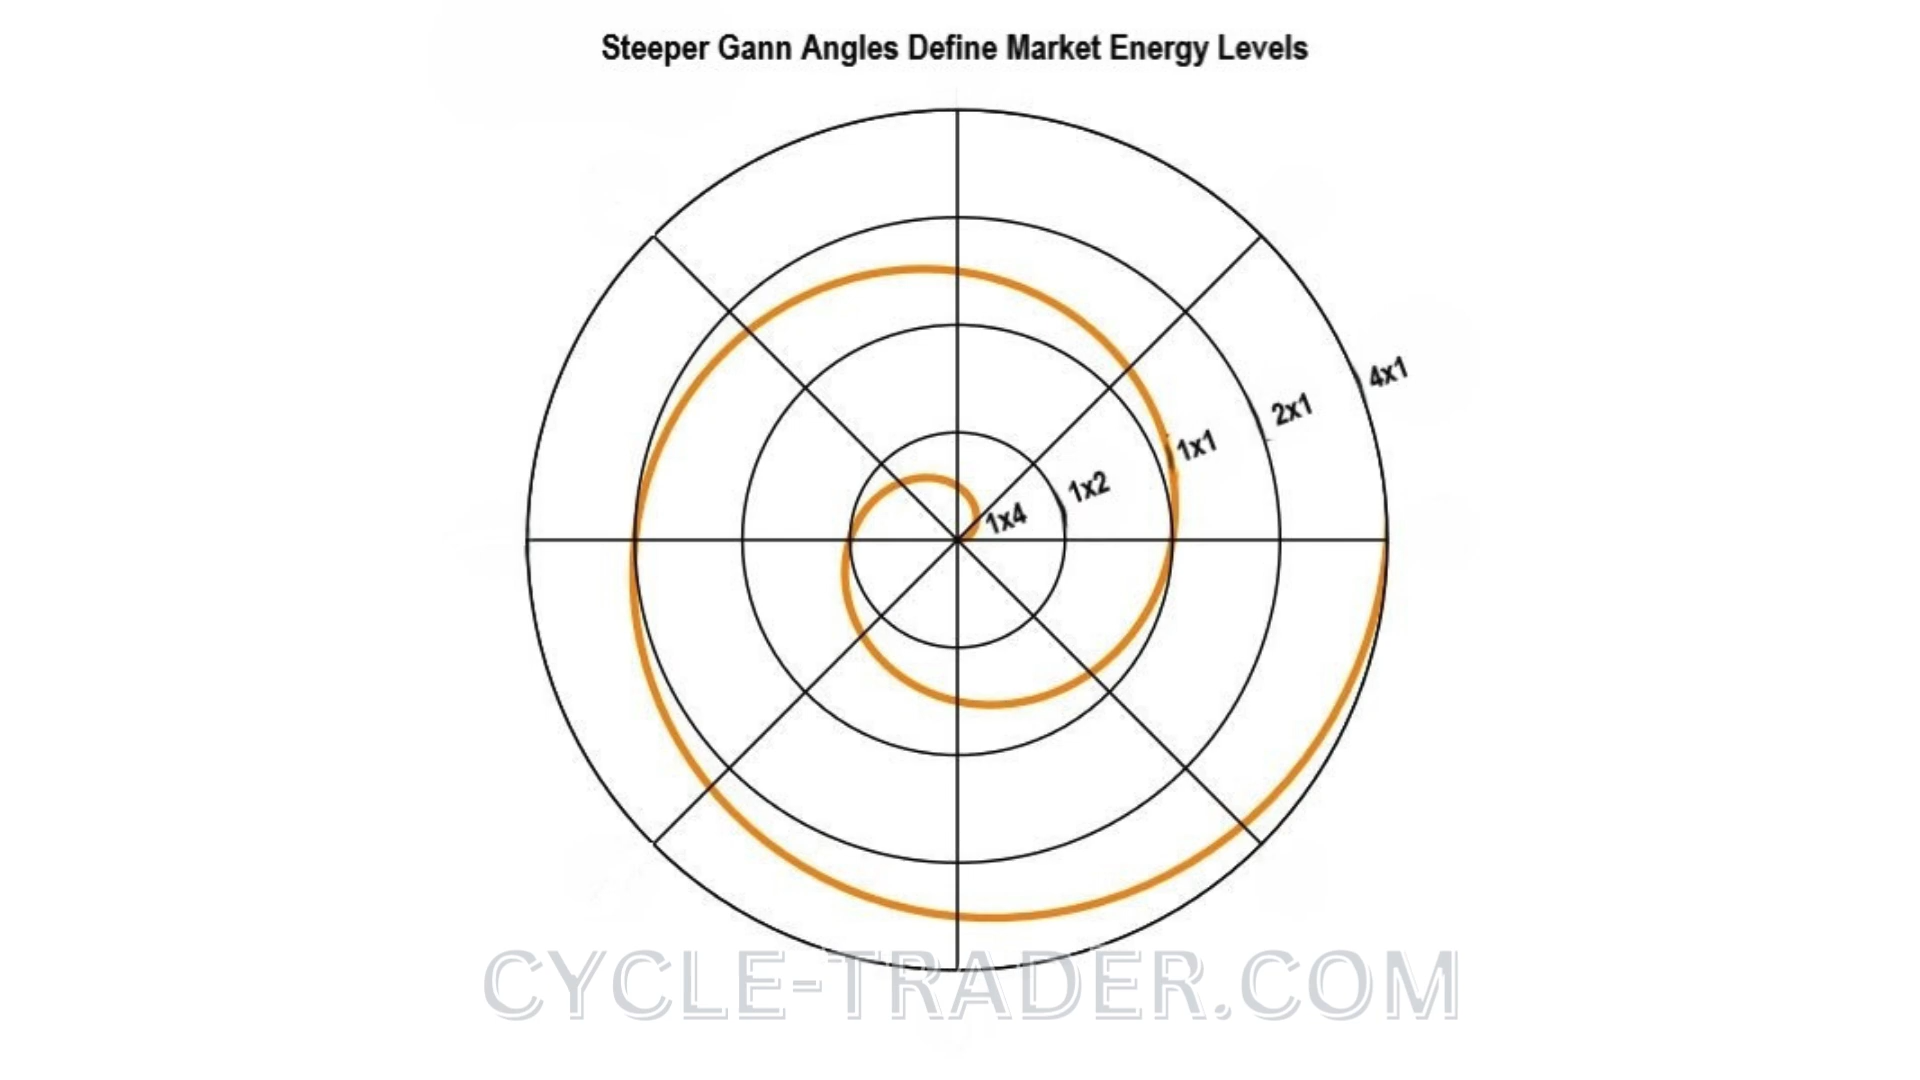 Steeper Gann Angles Define Market Energy Levels
4x1
2x1
1x1
1x2
1x4
CYCLE-TRADER.COM